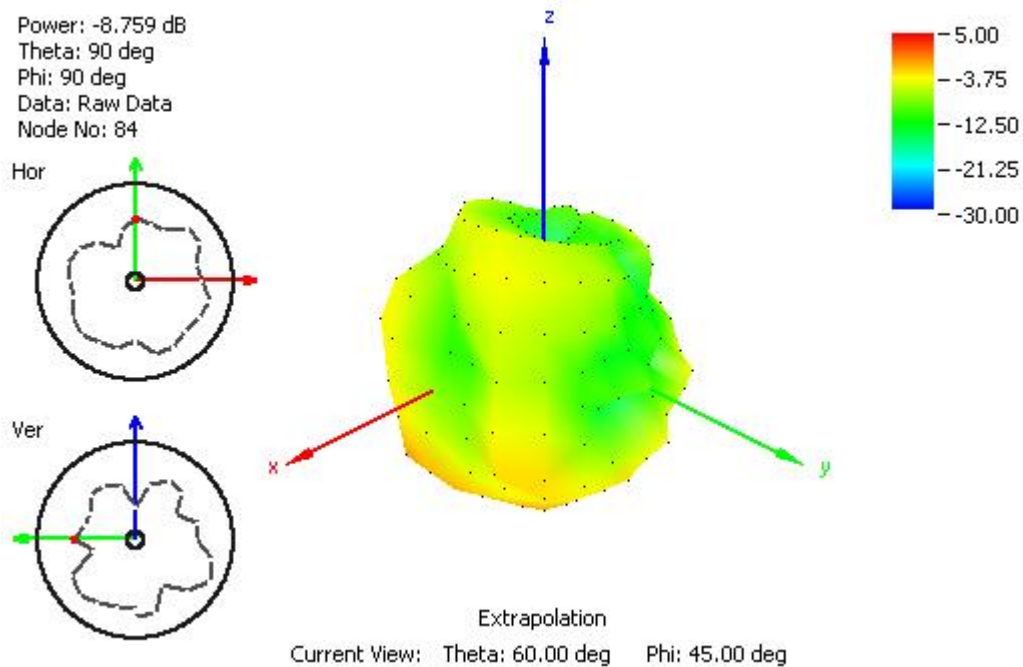 Power: -8.759 dB
Theta: 90 deg
Phi: 90 deg
Data: Raw Data
Node No: 84
Hor
Ver
z
x
y
5.00
-3.75
-12.50
-21.25
-30.00
Extrapolation
Current View: Theta: 60.00 deg Phi: 45.00 deg